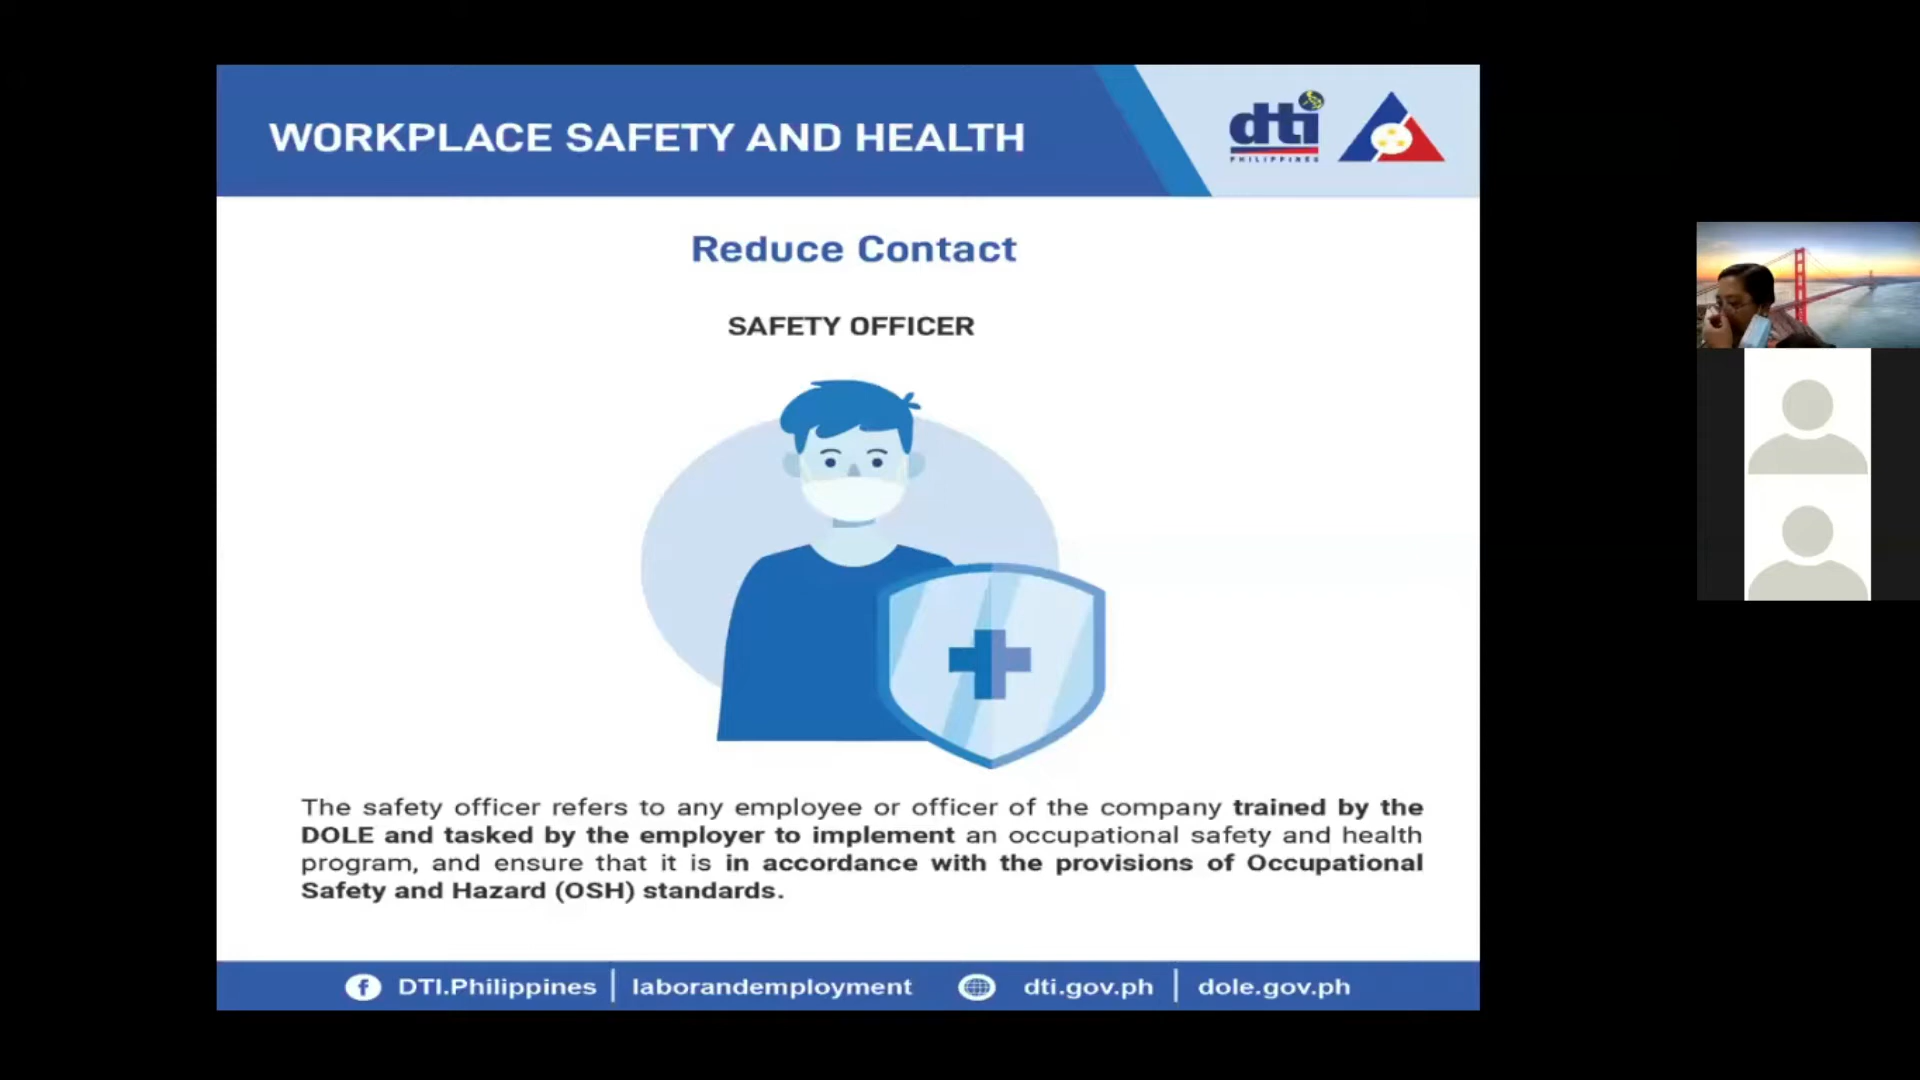 WORKPLACE SAFETY AND HEALTH
dti
PHILIPPINES
Reduce Contact
SAFETY OFFICER
The safety officer refers to any employee or officer of the company trained by the
DOLE and tasked by the employer to implement an occupational safety and health
program, and ensure that it is in accordance with the provisions of Occupational
Safety and Hazard (OSH) standards.
f DTI.Philippines | laborandemployment dti.gov.ph | dole.gov.ph